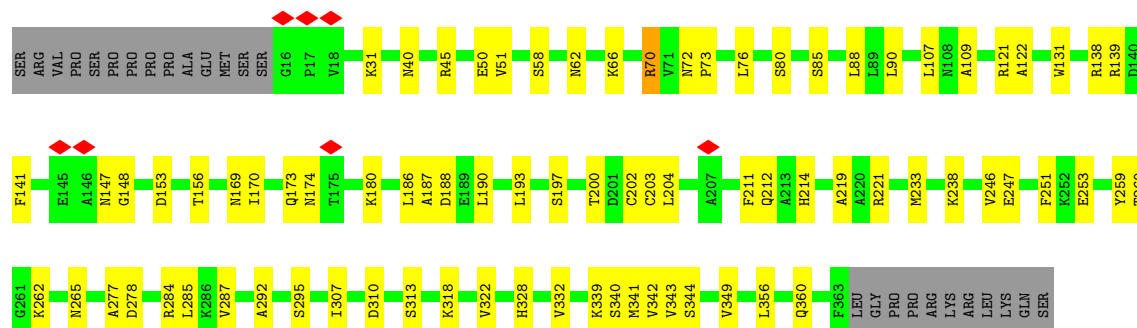 SER ARG VAL PRO SER PRO PRO PRO PRO ALA GLU MET SER SER G16 P17 V18 K31 N40 R45 E50 V51 S58 N62 K66 R70 V71 N72 P73 L76 S80 S85 L88 L89 L90 L107 N108 A109 R121 A122 W131 R138 R139 D140
F141 E145 A146 N147 G148 D153 T156 N169 I170 Q173 N174 T175 K180 L186 A187 D188 E189 L190 L193 S197 T200 D201 C202 C203 L204 A207 F211 Q212 A213 H214 A219 A220 R221 M233 K238 V246 E247 F251 K252 E253 Y259
G261 K262 N265 A277 D278 R284 L285 K286 V287 A292 S295 I307 D310 S313 K318 V322 H328 V332 K339 S340 M341 V342 V343 S344 V349 L356 Q360 F363 LEU GLY PRO PRO ARG LYS ARG LEU LYS GLN SER